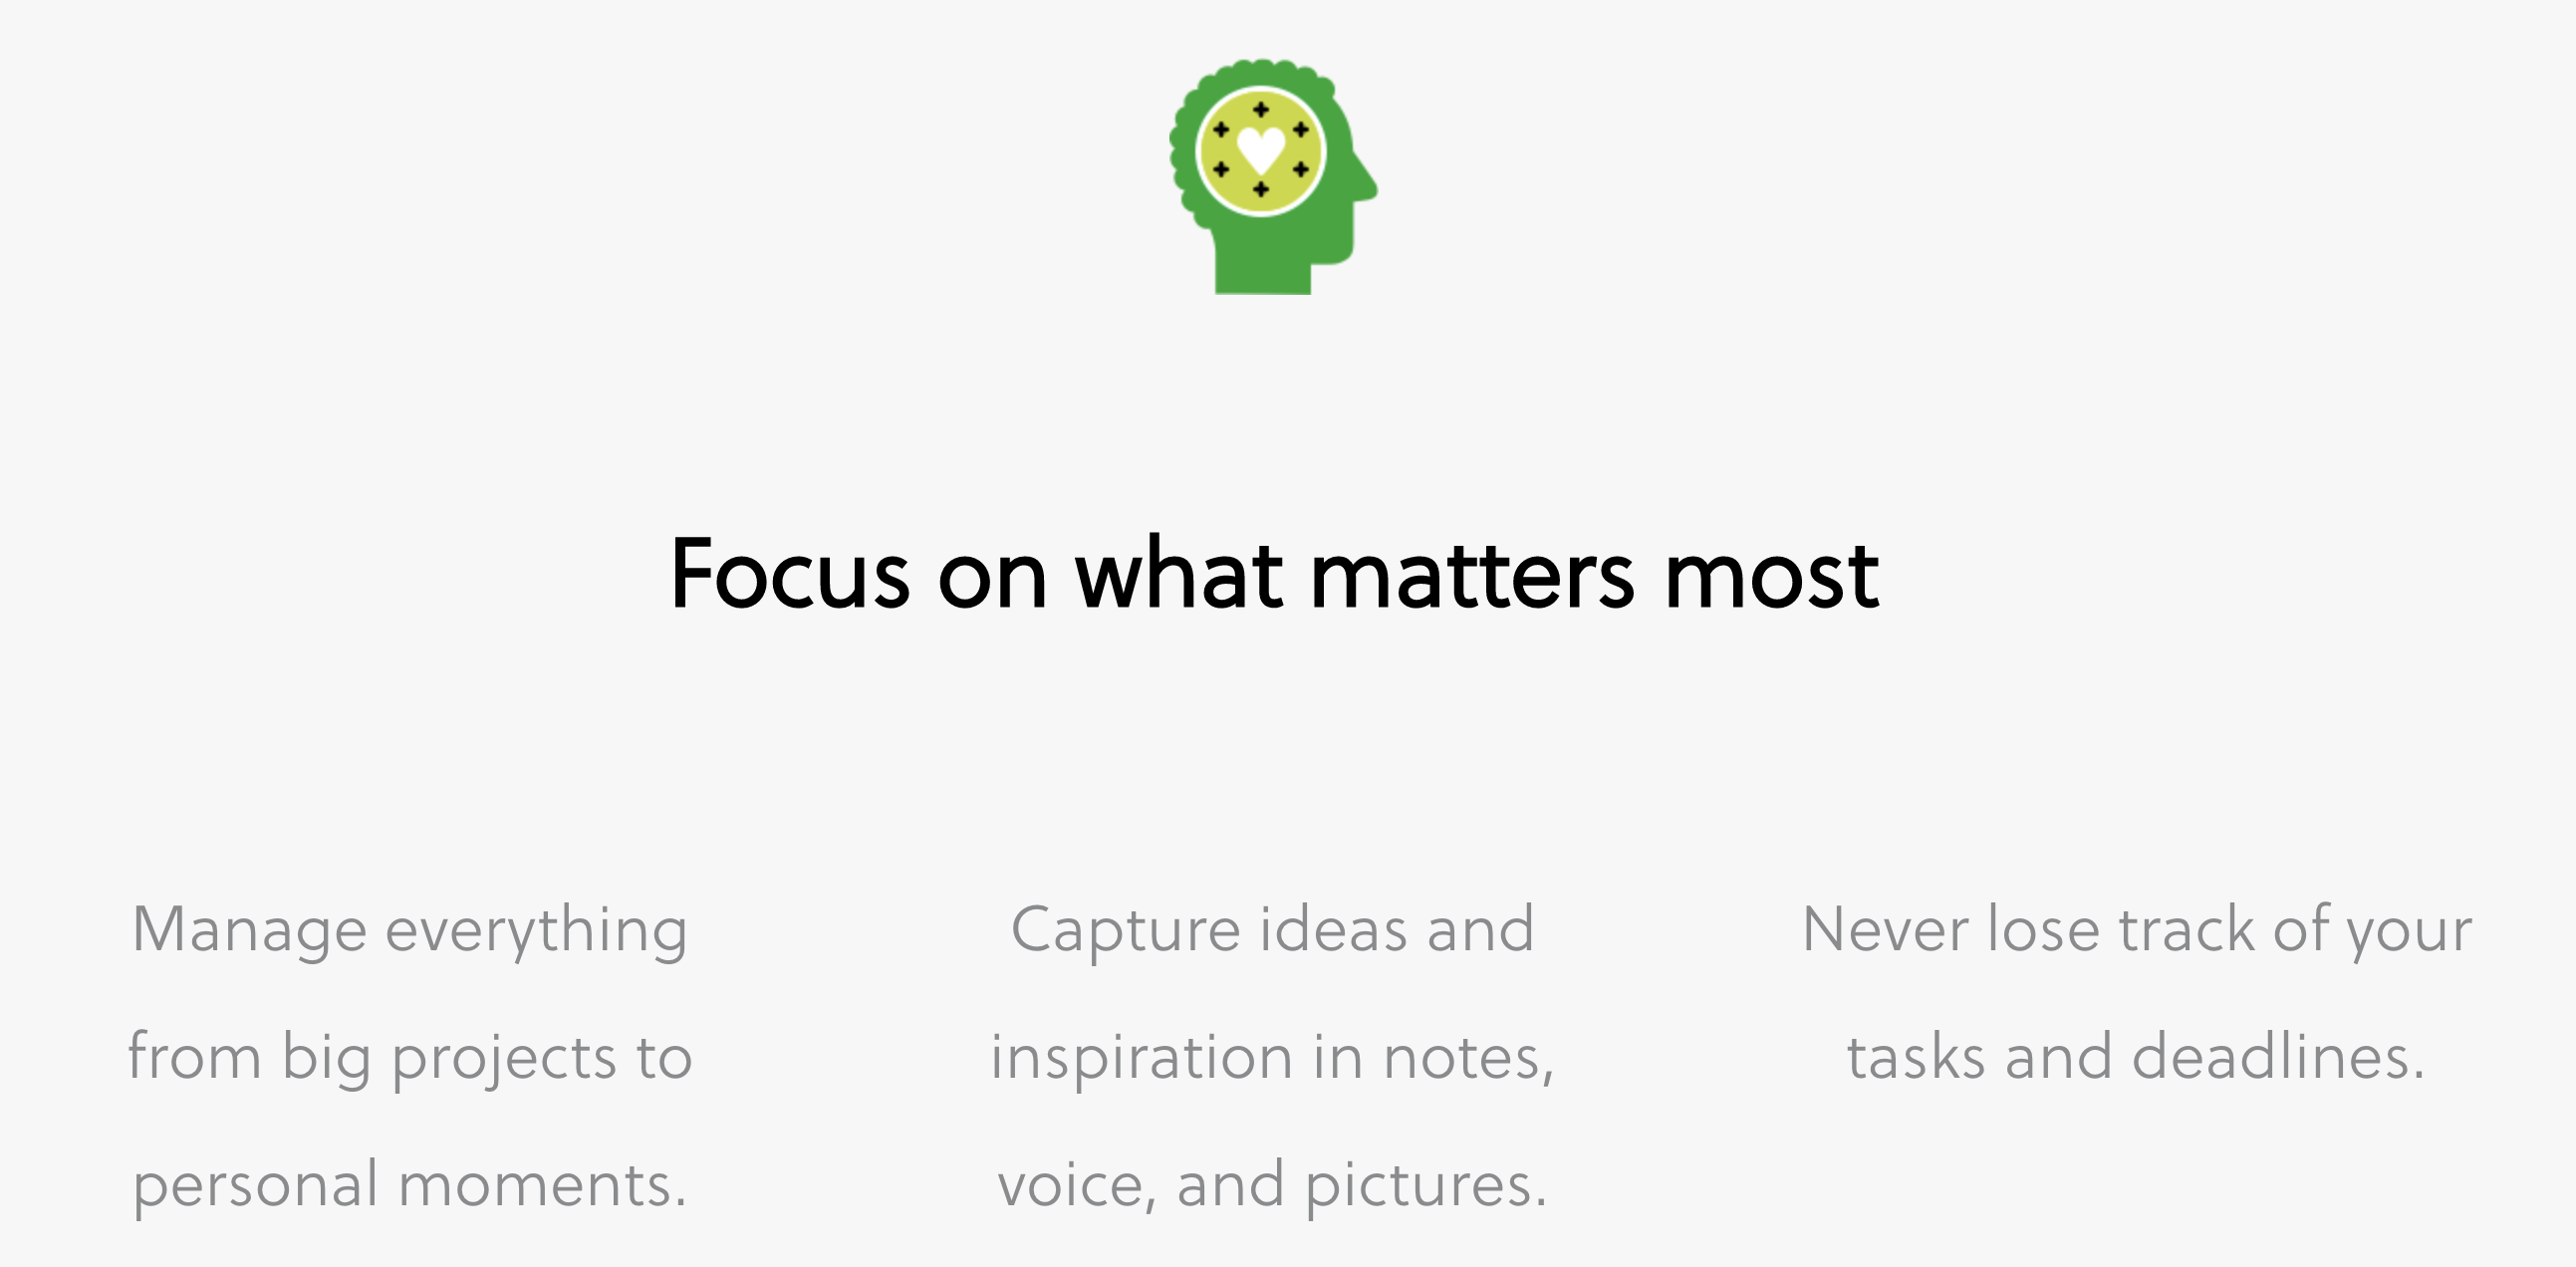 Focus on what matters most
Manage everything
from big projects to
personal moments.
Capture ideas and
inspiration in notes,
voice, and pictures.
Never lose track of your
tasks and deadlines.